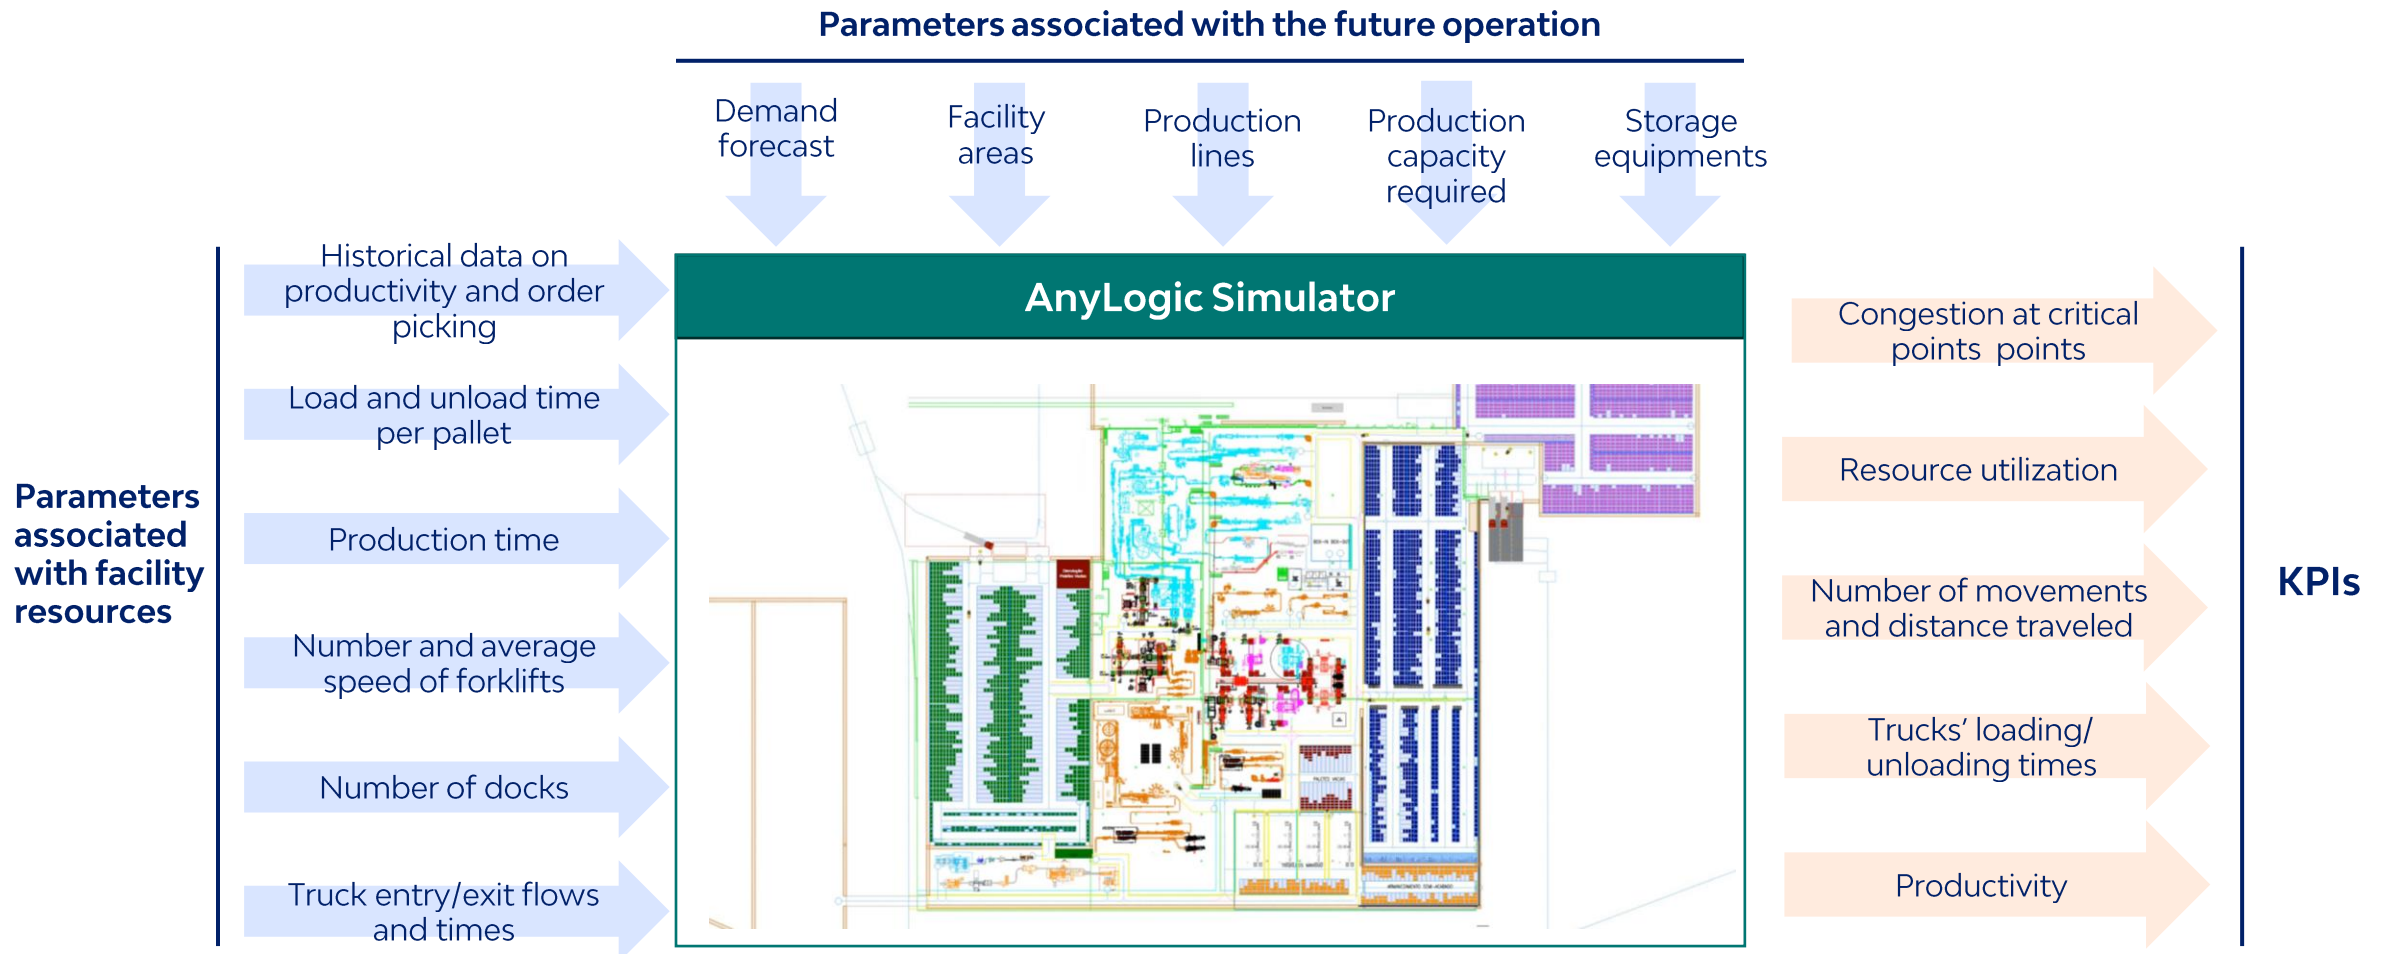 Parameters associated with the future operation
Demand
forecast
Facility
areas
Production
lines
Production
capacity
required
Storage
equipments
Parameters
associated
with facility
resources
Historical data on
productivity and order
picking
Load and unload time
per pallet
Production time
Number and average
speed of forklifts
Number of docks
Truck entry/exit flows
and times
AnyLogic Simulator
PALETES VACIAS
Congestion at critical
points  points
Resource utilization
Number of movements
and distance traveled
Trucks’ loading/
unloading times
Productivity
KPIs